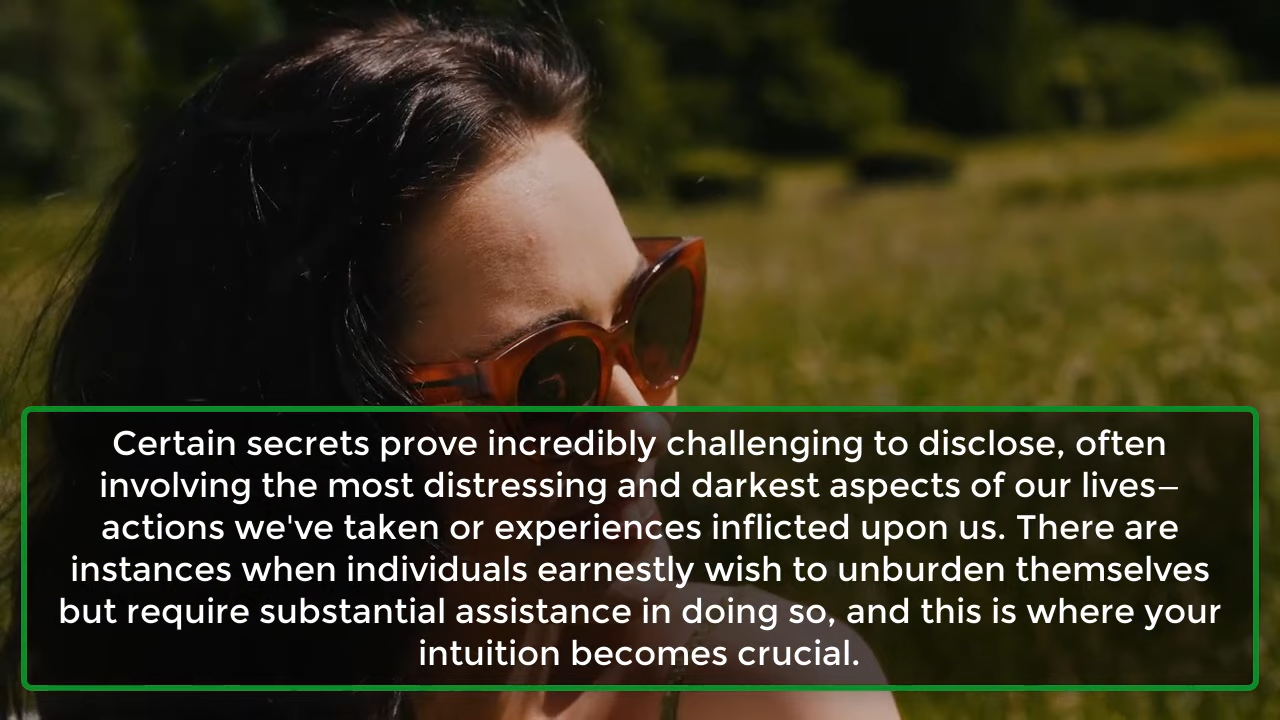 Certain secrets prove incredibly challenging to disclose, often
involving the most distressing and darkest aspects of our lives—
actions we've taken or experiences inflicted upon us. There are
instances when individuals earnestly wish to unburden themselves
but require substantial assistance in doing so, and this is where your
intuition becomes crucial.